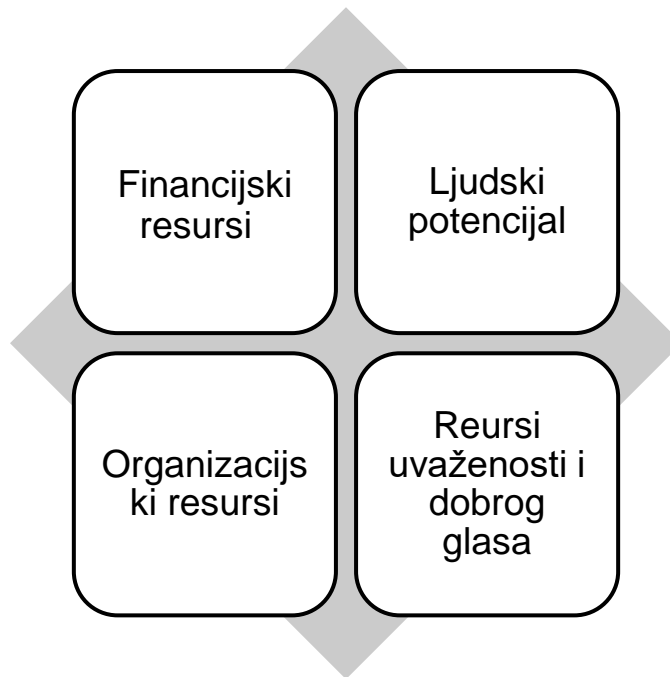 Financijski
resursi
Ljudski
potencijal
Organizacijs
ki resursi
Reursi
uvaženosti i
dobrog
glasa